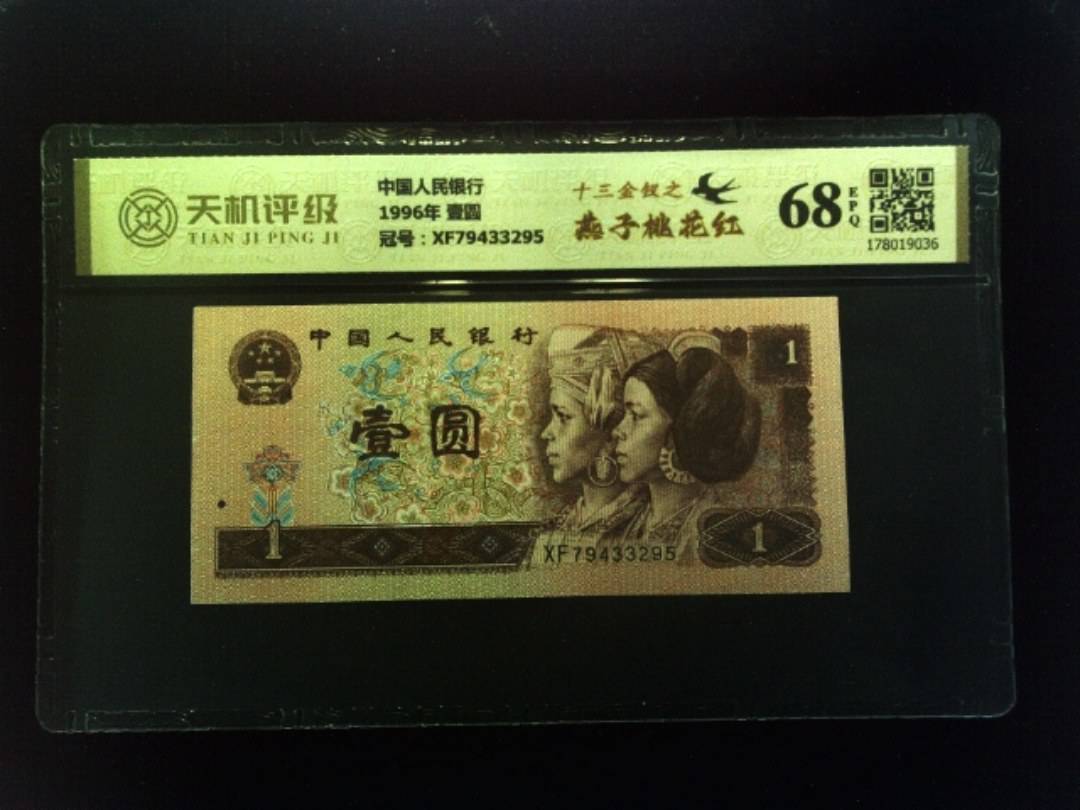 天机评级
TIAN JI PING JI
中国人民银行
1996年 壹圆
冠号：XF79433295
十三金钗之
燕子桃花红
68
EPQ
178019036
中国人民银行
1
壹圆
1
XF79433295
1